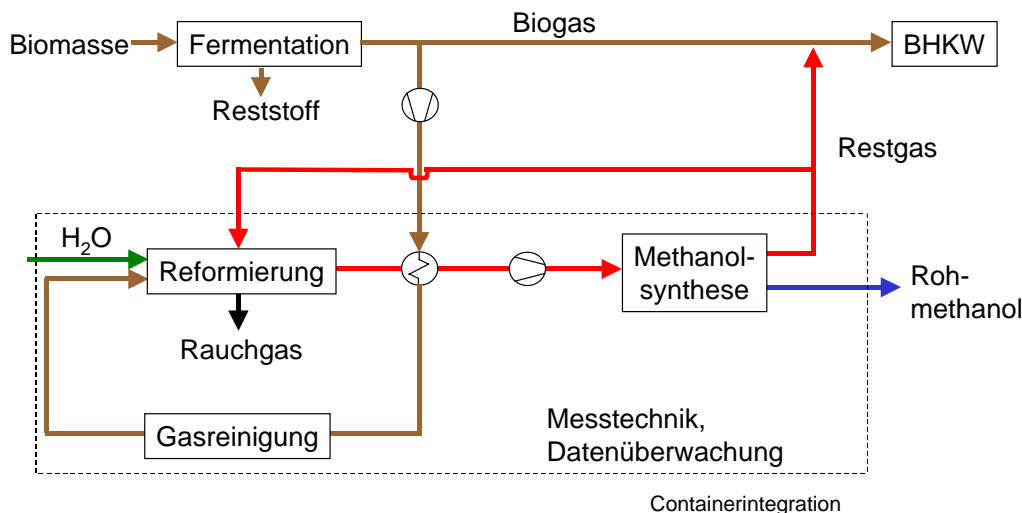 Biomasse
Fermentation
Biogas
BHKW
Reststoff
Restgas
H₂O
Reformierung
Methanol-
synthese
Roh-
methanol
Rauchgas
Gasreinigung
Messtechnik,
Datenüberwachung
Containerintegration